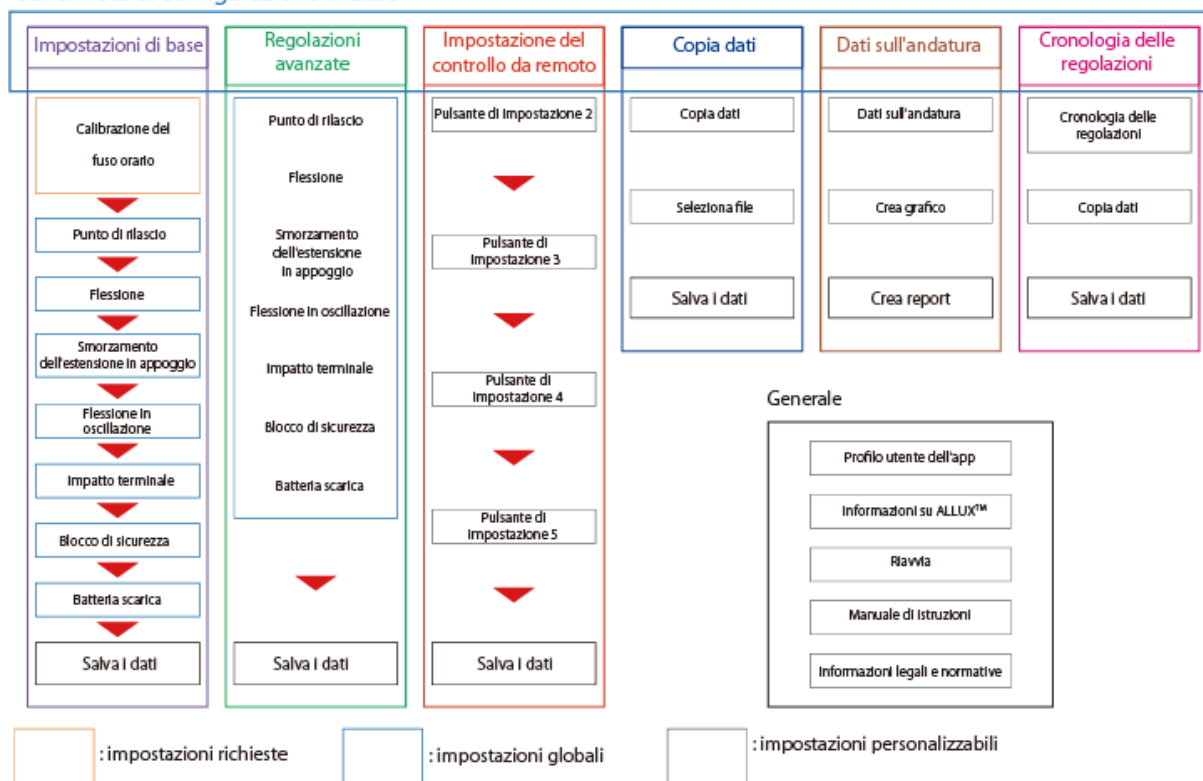 Impostazioni di base
Regolazioni
avanzate
Impostazione del
controllo da remoto
Copia dati
Dati sull'andatura
Cronologia delle
regolazioni
Calibrazione del
fuso orario
Punto di rilascio
Flessione
Smorzamento
dell'estensione in appoggio
Flessione in
oscillazione
Impatto terminale
Blocco di sicurezza
Batteria scarica
Salva i dati
Punto di rilascio
Flessione
Smorzamento
dell'estensione
in appoggio
Flessione in oscillazione
Impatto terminale
Blocco di sicurezza
Batteria scarica
Salva i dati
Pulsante di Impostazione 2
Pulsante di
Impostazione 3
Pulsante di
Impostazione 4
Pulsante di
Impostazione 5
Salva i dati
Copia dati
Seleziona file
Salva i dati
Dati sull'andatura
Crea grafico
Crea report
Cronologia delle
regolazioni
Copia dati
Salva i dati
Generale
Profilo utente dell'app
Informazioni su ALLUX™
Riavvia
Manuale di istruzioni
Informazioni legali e normative
: impostazioni richieste
: impostazioni globali
: impostazioni personalizzabili